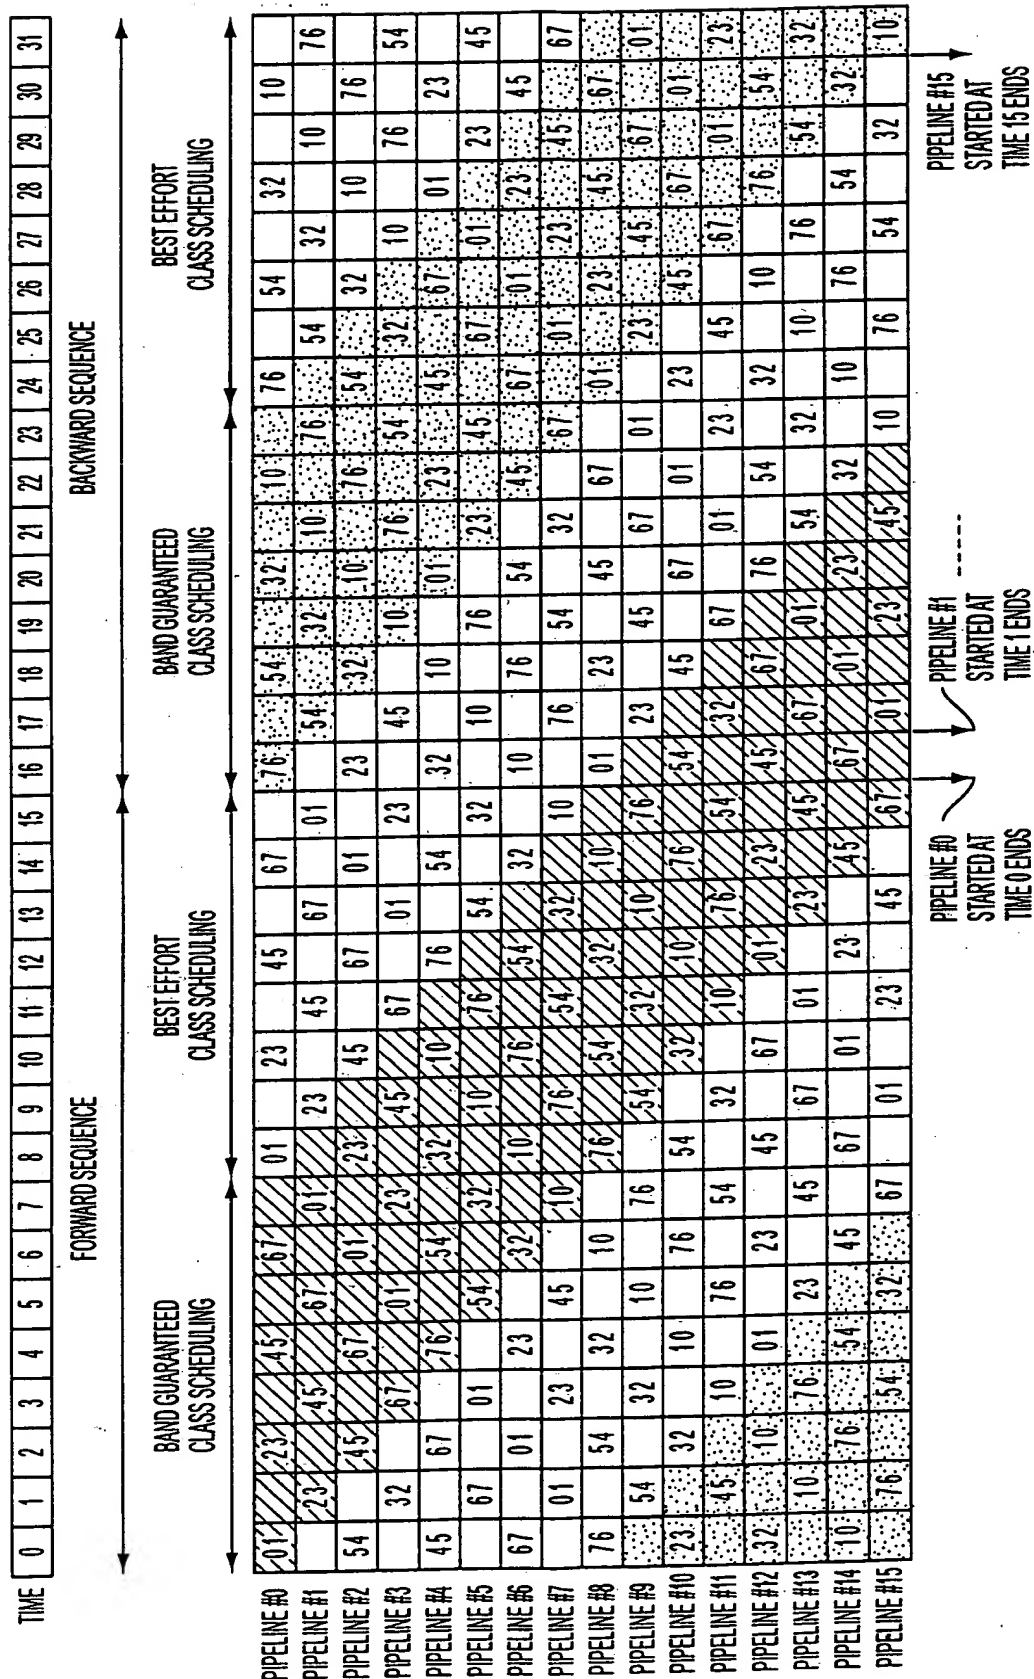 TIME 0 1 2 3 4 5 6 7 8 9 10 11 12 13 14 15 16 17 18 19 20 21 22 23 24 25 26 27 28 29 30 31
FORWARD SEQUENCE BACKWARD SEQUENCE
BAND GUARANTEED BEST EFFORT BAND GUARANTEED BEST EFFORT
CLASS SCHEDULING CLASS SCHEDULING CLASS SCHEDULING CLASS SCHEDULING
PIPELINE #0 01 23 45 67 01 23 45 67 76 54 32 10 76 54 32 10
PIPELINE #1 23 45 67 01 23 45 67 01 54 32 10 76 54 32 10 76
PIPELINE #2 54 45 67 01 23 45 67 01 23 32 10 76 54 32 10 76
PIPELINE #3 32 67 01 23 45 67 01 23 45 10 76 54 32 10 76 54
PIPELINE #4 45 67 76 54 32 10 76 54 32 10 01 23 45 67 01 23
PIPELINE #5 67 01 54 32 10 76 54 32 10 76 23 45 67 01 23 45
PIPELINE #6 67 01 23 32 10 76 54 32 10 76 54 45 67 01 23 45
PIPELINE #7 01 23 45 10 76 54 32 10 76 54 32 67 01 23 45 67
PIPELINE #8 76 54 32 10 76 54 32 10 01 23 45 67 01 23 45 67
PIPELINE #9 54 32 10 76 54 32 10 76 23 45 67 01 23 45 67 01
PIPELINE #10 23 32 10 76 54 32 10 76 54 45 67 01 23 45 67 01
PIPELINE #11 45 10 76 54 32 10 76 54 32 67 01 23 45 67 01 23
PIPELINE #12 32 10 01 23 45 67 01 23 45 67 76 54 32 10 76 54
PIPELINE #13 10 76 23 45 67 01 23 45 67 01 54 32 10 76 54 32
PIPELINE #14 10 76 54 45 67 01 23 45 67 01 23 32 10 76 54 32
PIPELINE #15 76 54 32 67 01 23 45 67 01 23 45 10 76 54 32 10
PIPELINE #0
STARTED AT
TIME 0 ENDS
PIPELINE #1 -----
STARTED AT
TIME 1 ENDS
PIPELINE #15
STARTED AT
TIME 15 ENDS